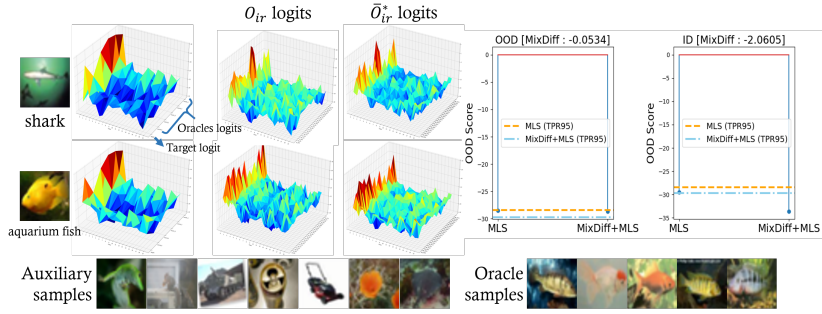 O_ir logits
Ō*_ir logits
shark
Oracles logits
Target logit
aquarium fish
OOD [MixDiff : -0.0534]
OOD Score
0
−5
−10
−15
−20
−25
−30
MLS (TPR95)
MixDiff+MLS (TPR95)
MLS
MixDiff+MLS
ID [MixDiff : -2.0605]
OOD Score
0
−5
−10
−15
−20
−25
−30
−35
MLS (TPR95)
MixDiff+MLS (TPR95)
MLS
MixDiff+MLS
Auxiliary
samples
Oracle
samples